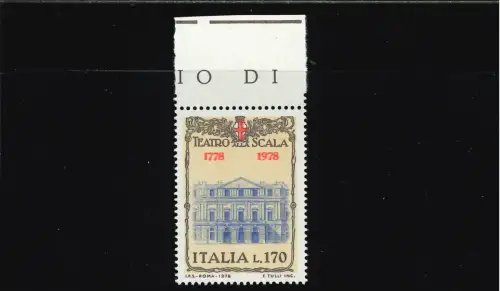 IO DI
TEATRO ALLA SCALA
1778 1978
ITALIA L.170
I.P.S.-ROMA-1978 F. TULLI INC.